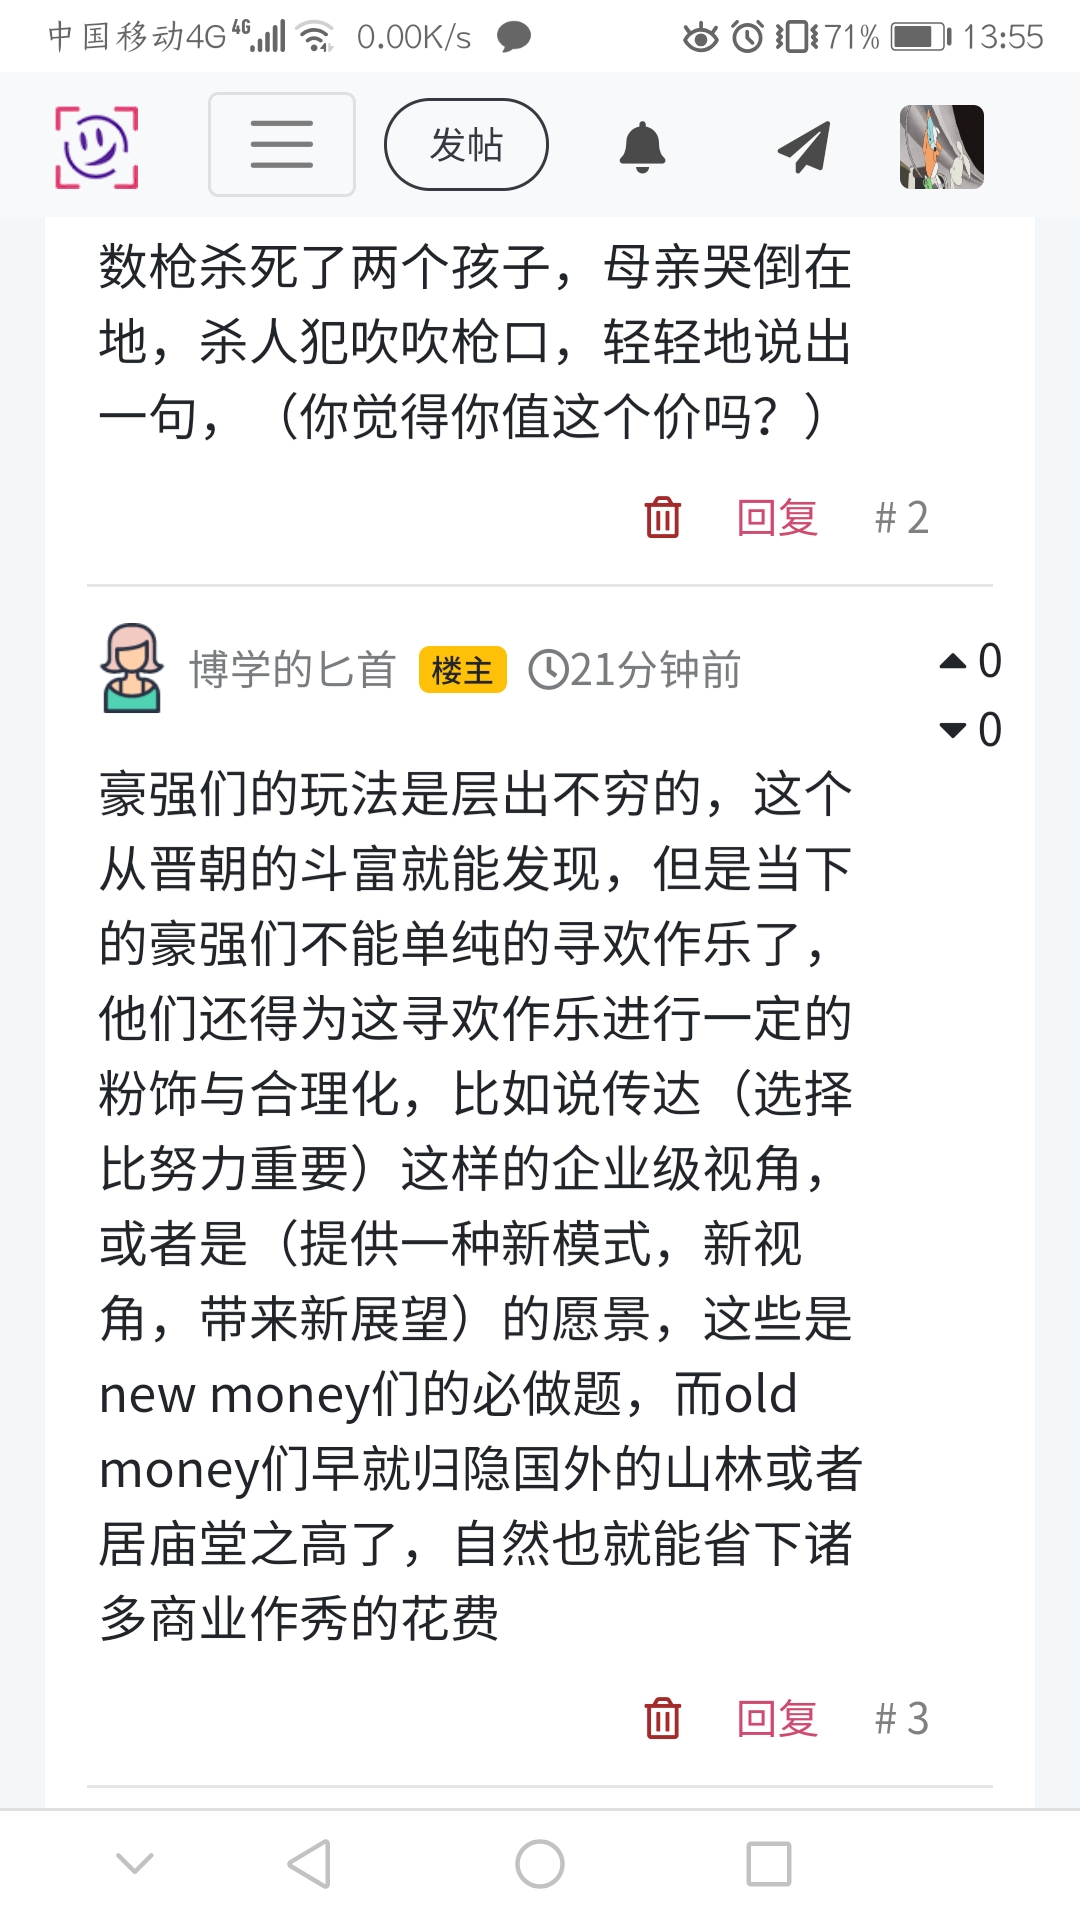 中国移动4G 4G 0.00K/s 71% 13:55
发帖
数枪杀死了两个孩子，母亲哭倒在
地，杀人犯吹吹枪口，轻轻地说出
一句，（你觉得你值这个价吗？）
回复 # 2
博学的匕首 楼主 21分钟前
0
0
豪强们的玩法是层出不穷的，这个
从晋朝的斗富就能发现，但是当下
的豪强们不能单纯的寻欢作乐了，
他们还得为这寻欢作乐进行一定的
粉饰与合理化，比如说传达（选择
比努力重要）这样的企业级视角，
或者是（提供一种新模式，新视
角，带来新展望）的愿景，这些是
new money们的必做题，而old
money们早就归隐国外的山林或者
居庙堂之高了，自然也就能省下诸
多商业作秀的花费
回复 # 3